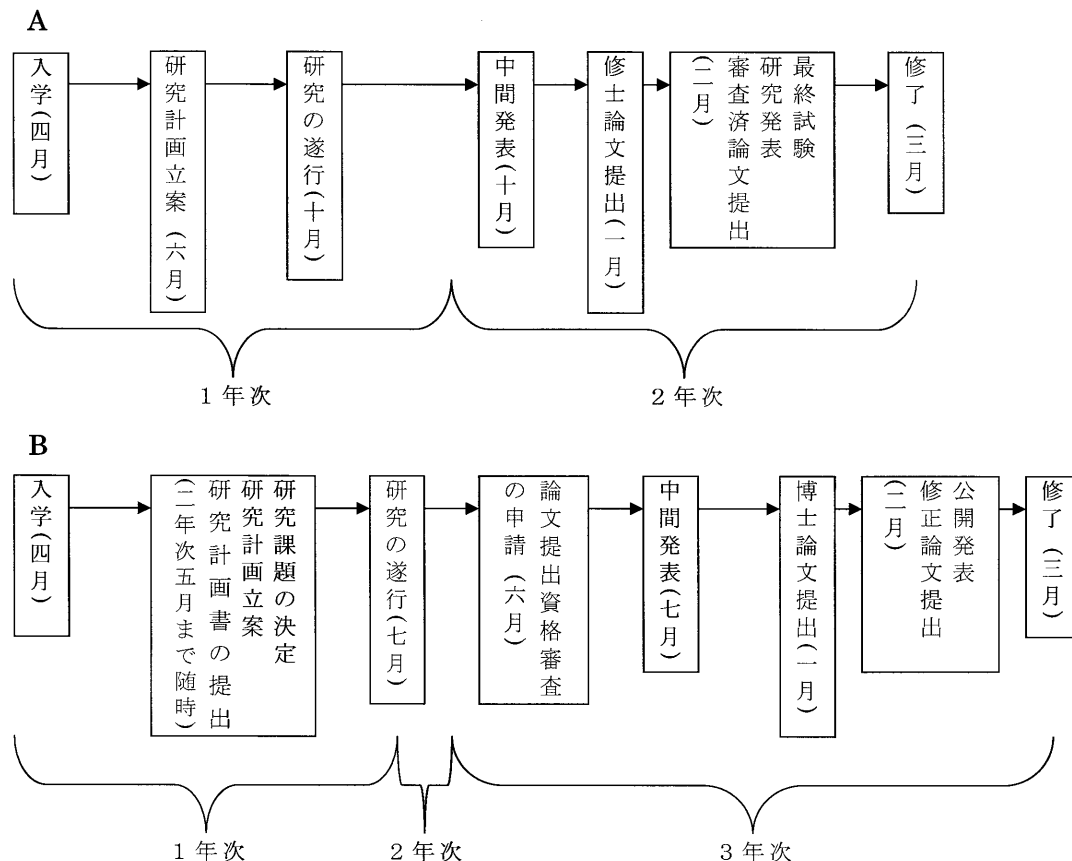 A
入学(四月)
研究計画立案(六月)
研究の遂行(十月)
中間発表(十月)
修士論文提出(一月)
最終試験
研究発表
審査済論文提出
(二月)
修了(三月)
1年次
2年次
B
入学(四月)
研究課題の決定
研究計画立案
研究計画書の提出
(二年次五月まで随時)
研究の遂行(七月)
論文提出資格審査
の申請(六月)
中間発表(七月)
博士論文提出(一月)
公開発表
修正論文提出
(二月)
修了(三月)
1年次
2年次
3年次